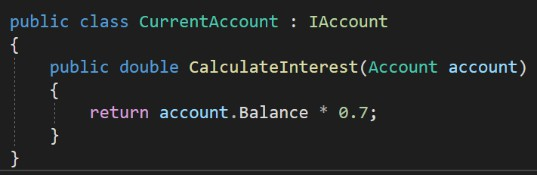 public class CurrentAccount : IAccount
{
    public double CalculateInterest(Account account)
    {
        return account.Balance * 0.7;
    }
}